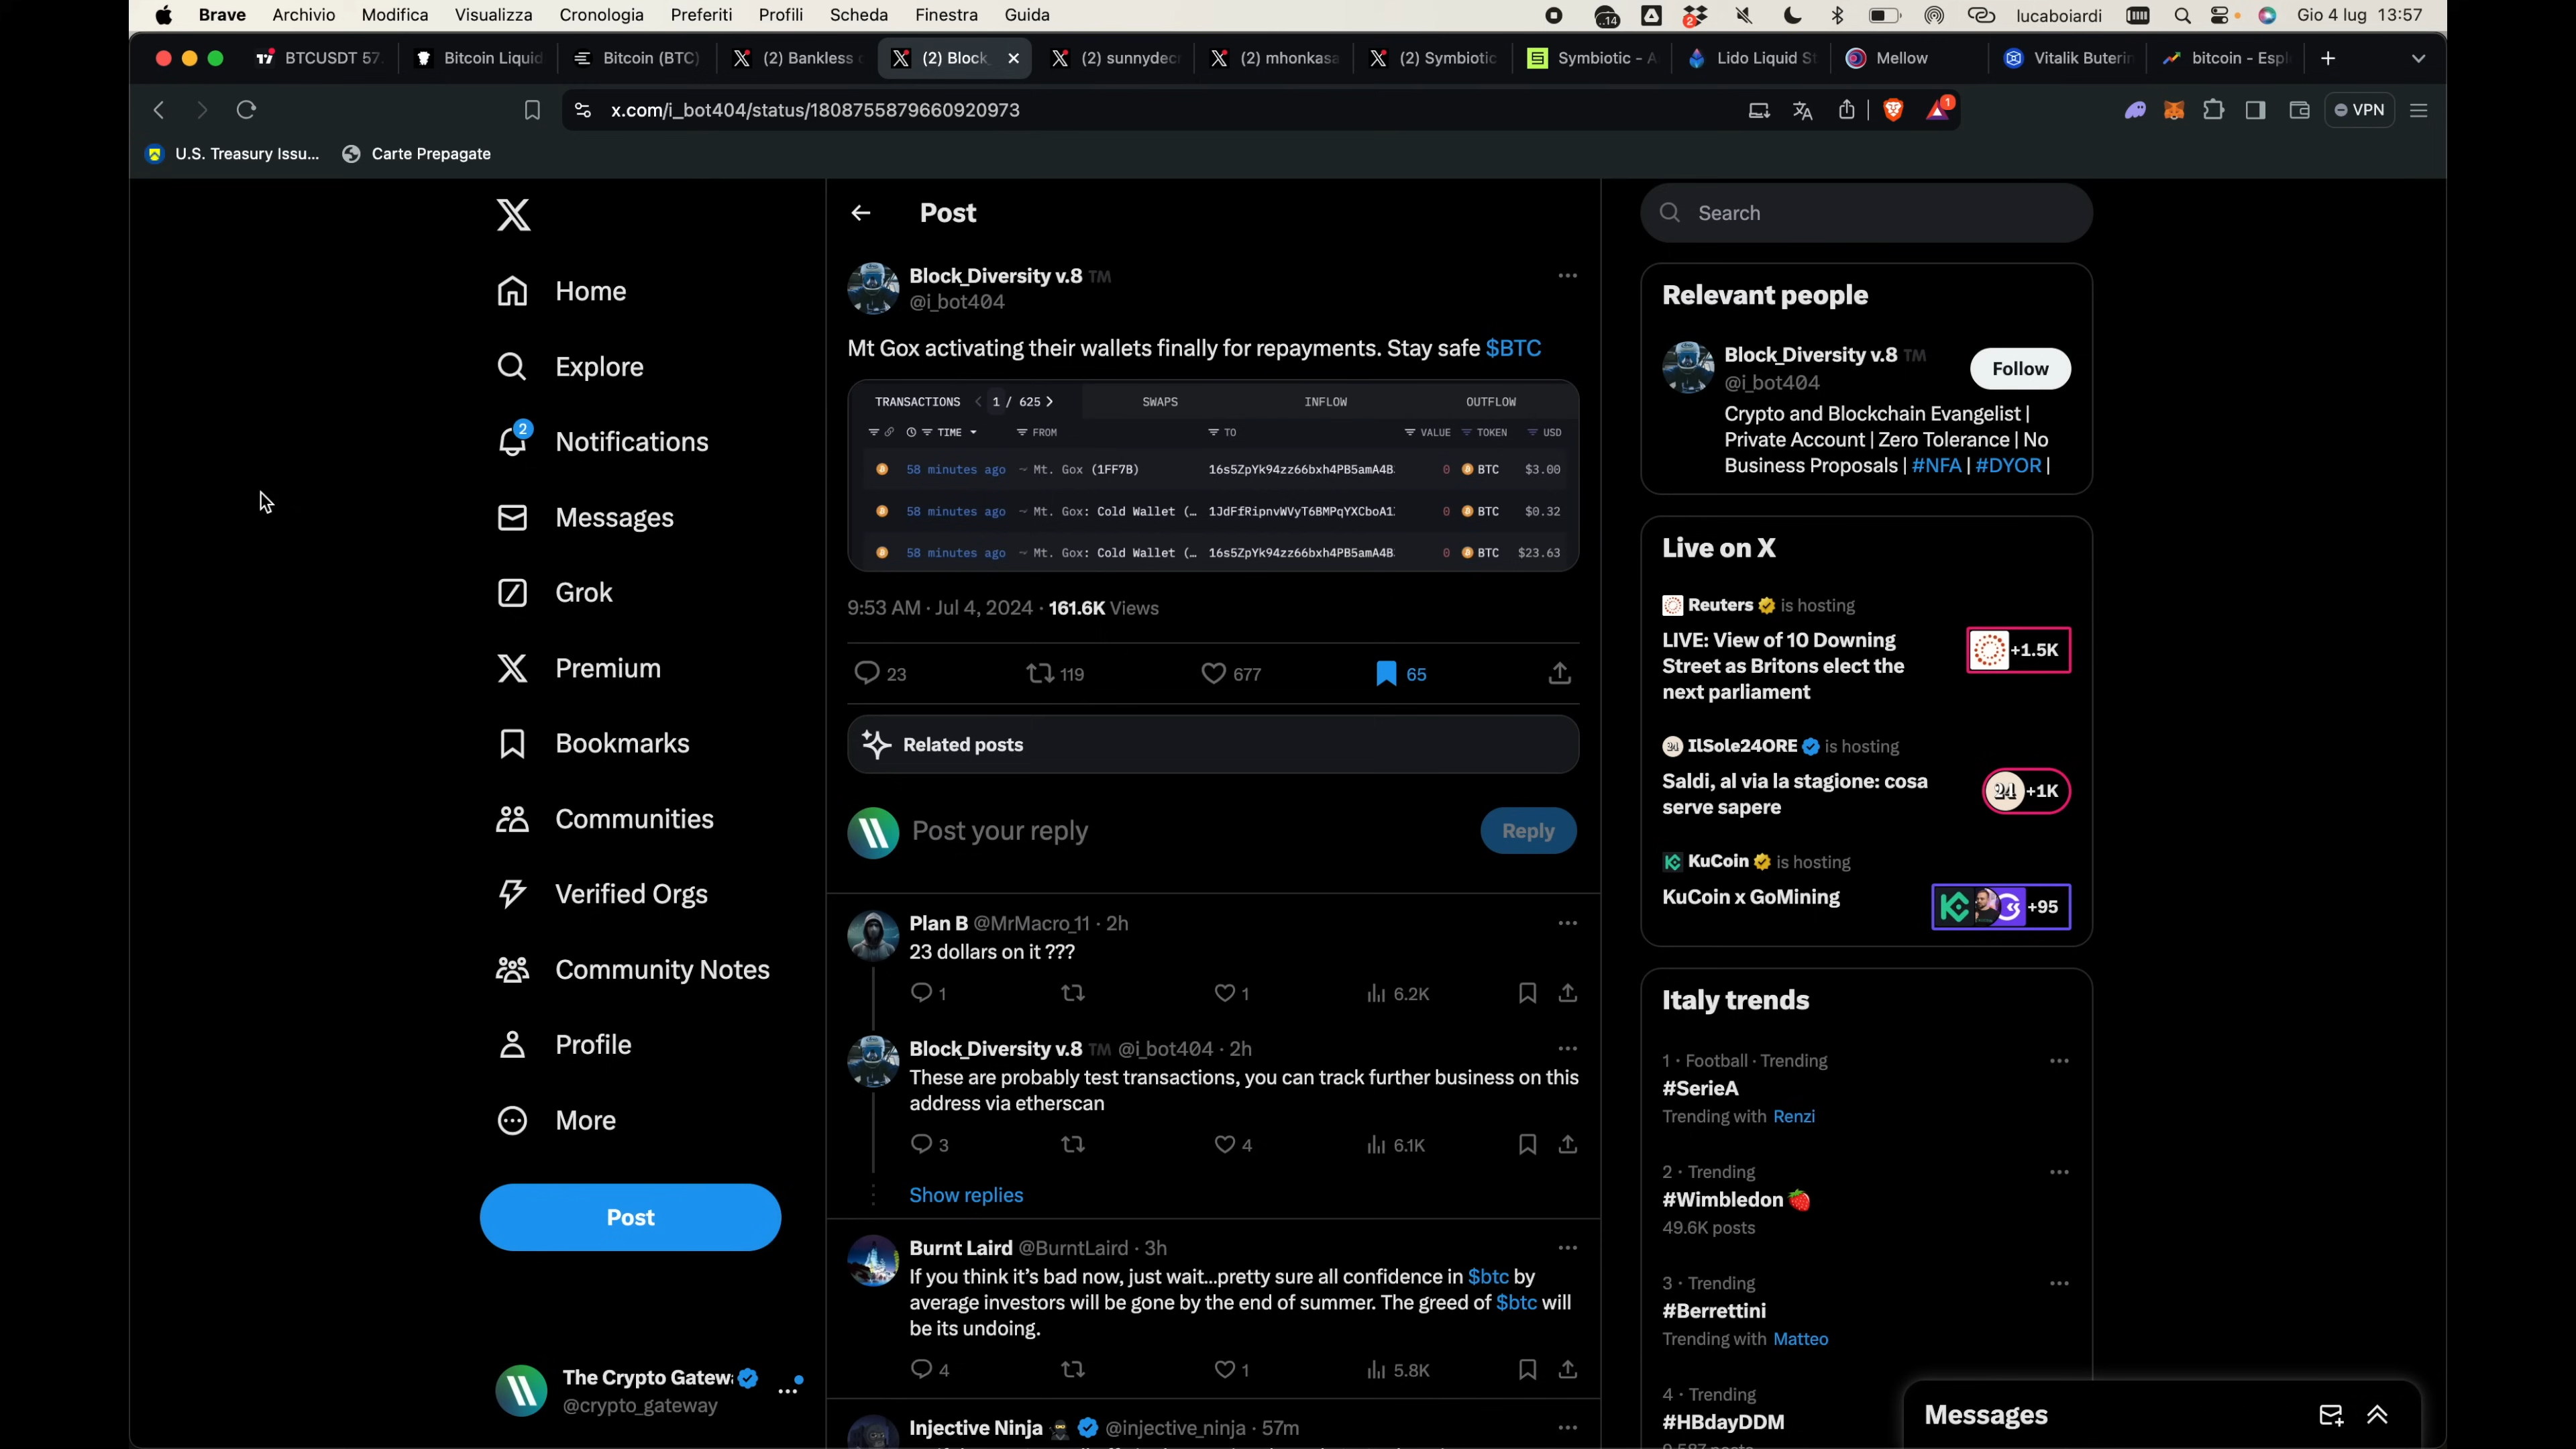 Brave Archivio Modifica Visualizza Cronologia Preferiti Profili Scheda Finestra Guida
14 2 lucaboiardi Gio 4 lug 13:57
BTCUSDT 57. Bitcoin Liquid Bitcoin (BTC) (2) Bankless (2) Block (2) sunnydec (2) mhonkasa (2) Symbiotic Symbiotic - A Lido Liquid St Mellow Vitalik Buterin bitcoin - Espl
x.com/i_bot404/status/1808755879660920973
1 VPN
U.S. Treasury Issu... Carte Prepagate
Home
Explore
2
Notifications
Messages
Grok
Premium
Bookmarks
Communities
Verified Orgs
Community Notes
Profile
More
Post
The Crypto Gatew
@crypto_gateway
Post
Block_Diversity v.8 TM
@i_bot404
Mt Gox activating their wallets finally for repayments. Stay safe $BTC
TRANSACTIONS 1 / 625 SWAPS INFLOW OUTFLOW
TIME FROM TO VALUE TOKEN USD
58 minutes ago Mt. Gox (1FF7B) 16s5ZpYk94zz66bxh4PB5amA4B 0 BTC $3.00
58 minutes ago Mt. Gox: Cold Wallet (… 1JdFfRipnvWVyT6BMPqYXCboA1 0 BTC $0.32
58 minutes ago Mt. Gox: Cold Wallet (… 16s5ZpYk94zz66bxh4PB5amA4B 0 BTC $23.63
9:53 AM · Jul 4, 2024 · 161.6K Views
23 119 677 65
Related posts
Post your reply
Reply
Plan B @MrMacro_11 · 2h
23 dollars on it ???
1 1 6.2K
Block_Diversity v.8 TM @i_bot404 · 2h
These are probably test transactions, you can track further business on this
address via etherscan
3 4 6.1K
Show replies
Burnt Laird @BurntLaird · 3h
If you think it's bad now, just wait...pretty sure all confidence in $btc by
average investors will be gone by the end of summer. The greed of $btc will
be its undoing.
4 1 5.8K
Injective Ninja @injective_ninja · 57m
Search
Relevant people
Block_Diversity v.8 TM
@i_bot404
Follow
Crypto and Blockchain Evangelist |
Private Account | Zero Tolerance | No
Business Proposals | #NFA | #DYOR |
Live on X
Reuters is hosting
LIVE: View of 10 Downing
Street as Britons elect the
next parliament
+1.5K
IlSole24ORE is hosting
Saldi, al via la stagione: cosa
serve sapere
24 +1K
KuCoin is hosting
KuCoin x GoMining
+95
Italy trends
1 · Football · Trending
#SerieA
Trending with Renzi
2 · Trending
#Wimbledon
49.6K posts
3 · Trending
#Berrettini
Trending with Matteo
4 · Trending
#HBdayDDM
Messages